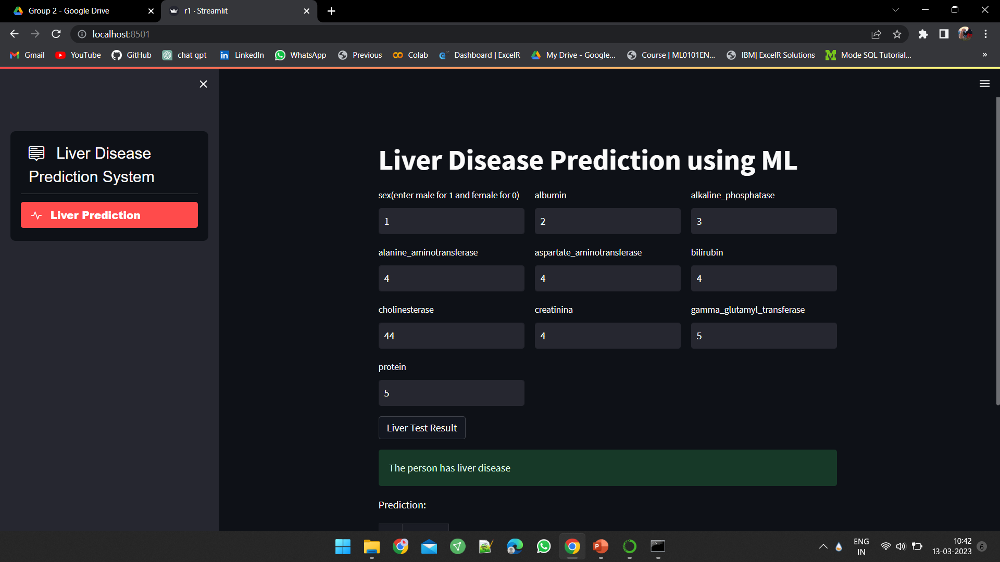 Group 2 - Google Drive
r1 · Streamlit
localhost:8501
Gmail
YouTube
GitHub
chat gpt
LinkedIn
WhatsApp
Previous
Colab
Dashboard | ExcelR
My Drive - Google...
Course | ML0101EN...
IBM| ExcelR Solutions
Mode SQL Tutorial...
»
Liver Disease
Prediction System
Liver Prediction
Liver Disease Prediction using ML
sex(enter male for 1 and female for 0)
albumin
alkaline_phosphatase
1
2
3
alanine_aminotransferase
aspartate_aminotransferase
bilirubin
4
4
4
cholinesterase
creatinina
gamma_glutamyl_transferase
44
4
5
protein
5
Liver Test Result
The person has liver disease
Prediction:
ENG
IN
10:42
13-03-2023
6